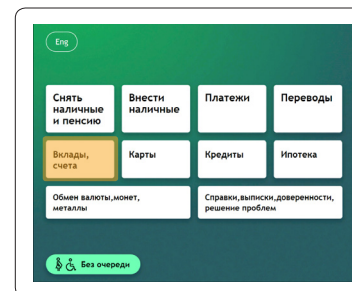 Eng
Снять наличные и пенсию
Внести наличные
Платежи
Переводы
Вклады, счета
Карты
Кредиты
Ипотека
Обмен валюты,монет, металлы
Справки,выписки,доверенности, решение проблем
Без очереди